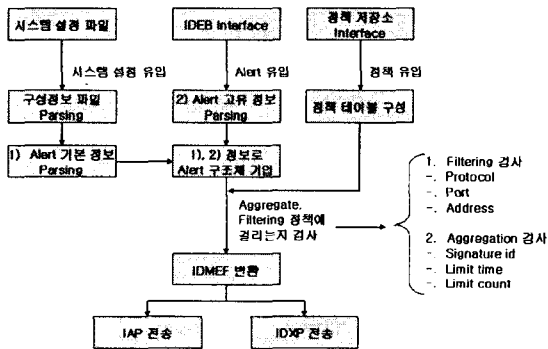 시스템 설정 파일
IDEB Interface
정책 저장소
Interface
시스템 설정 유입
Alert 유입
정책 유입
구성정보 파일
Parsing
2) Alert 고유 정보
Parsing
정책 테이블 구성
1) Alert 기본 정보
Parsing
1), 2) 정보로
Alert 구조체 기입
Aggregate,
Filtering 정책에
걸리는지 검사
1. Filtering 검사
-. Protocol
-. Port
-. Address
2. Aggregation 검사
-. Signature id
-. Limit time
-. Limit count
IDMEF 변환
IAP 전송
IDXP 전송